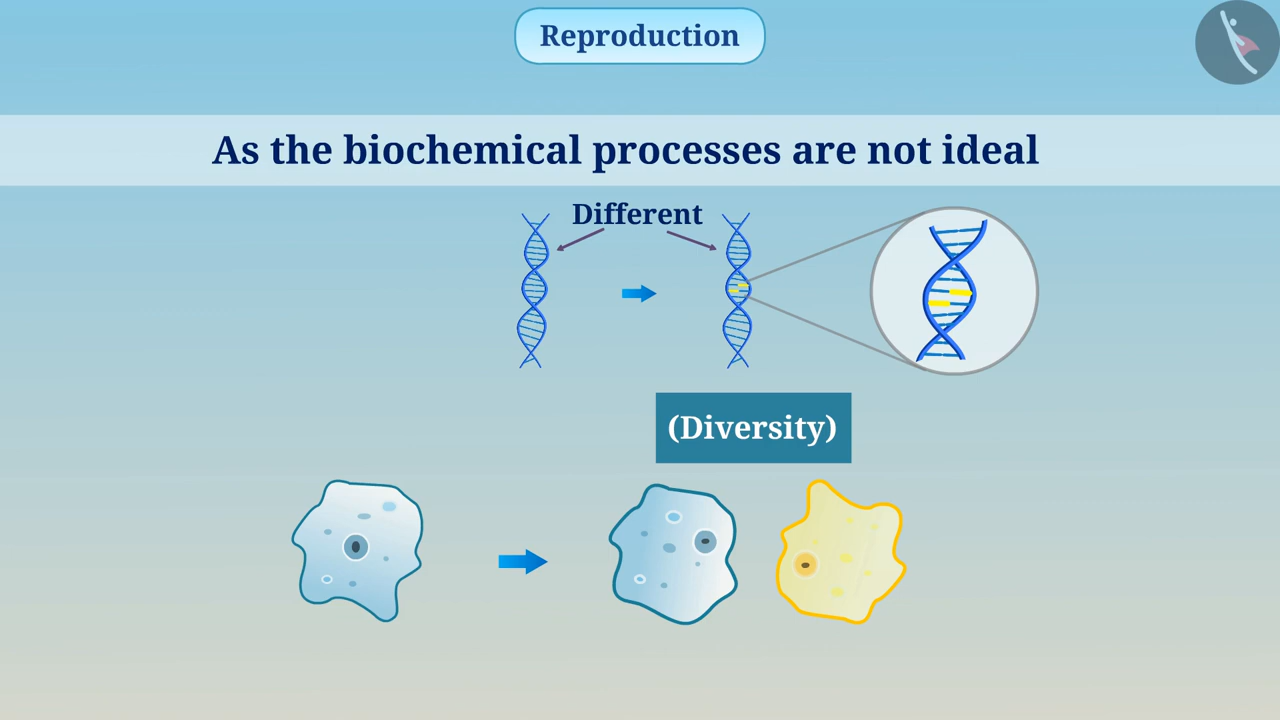 Reproduction
As the biochemical processes are not ideal
Different
(Diversity)